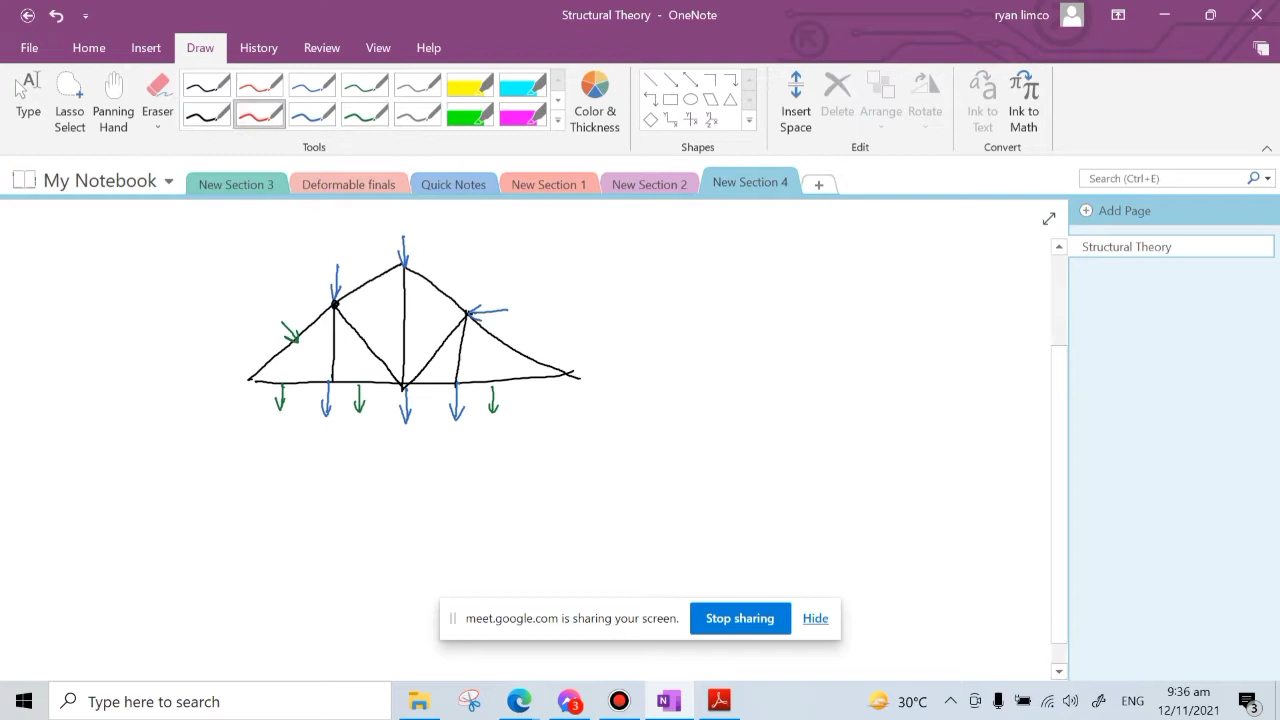 Structural Theory - OneNote
ryan limco
File Home Insert Draw History Review View Help
Type
Lasso Select
Panning Hand
Eraser
Color & Thickness
Insert Space
Delete
Arrange
Rotate
Ink to Text
Ink to Math
Tools
Shapes
Edit
Convert
My Notebook
New Section 3
Deformable finals
Quick Notes
New Section 1
New Section 2
New Section 4
Search (Ctrl+E)
Add Page
Structural Theory
meet.google.com is sharing your screen.
Stop sharing
Hide
Type here to search
3
30°C
ENG
9:36 am
12/11/2021
3